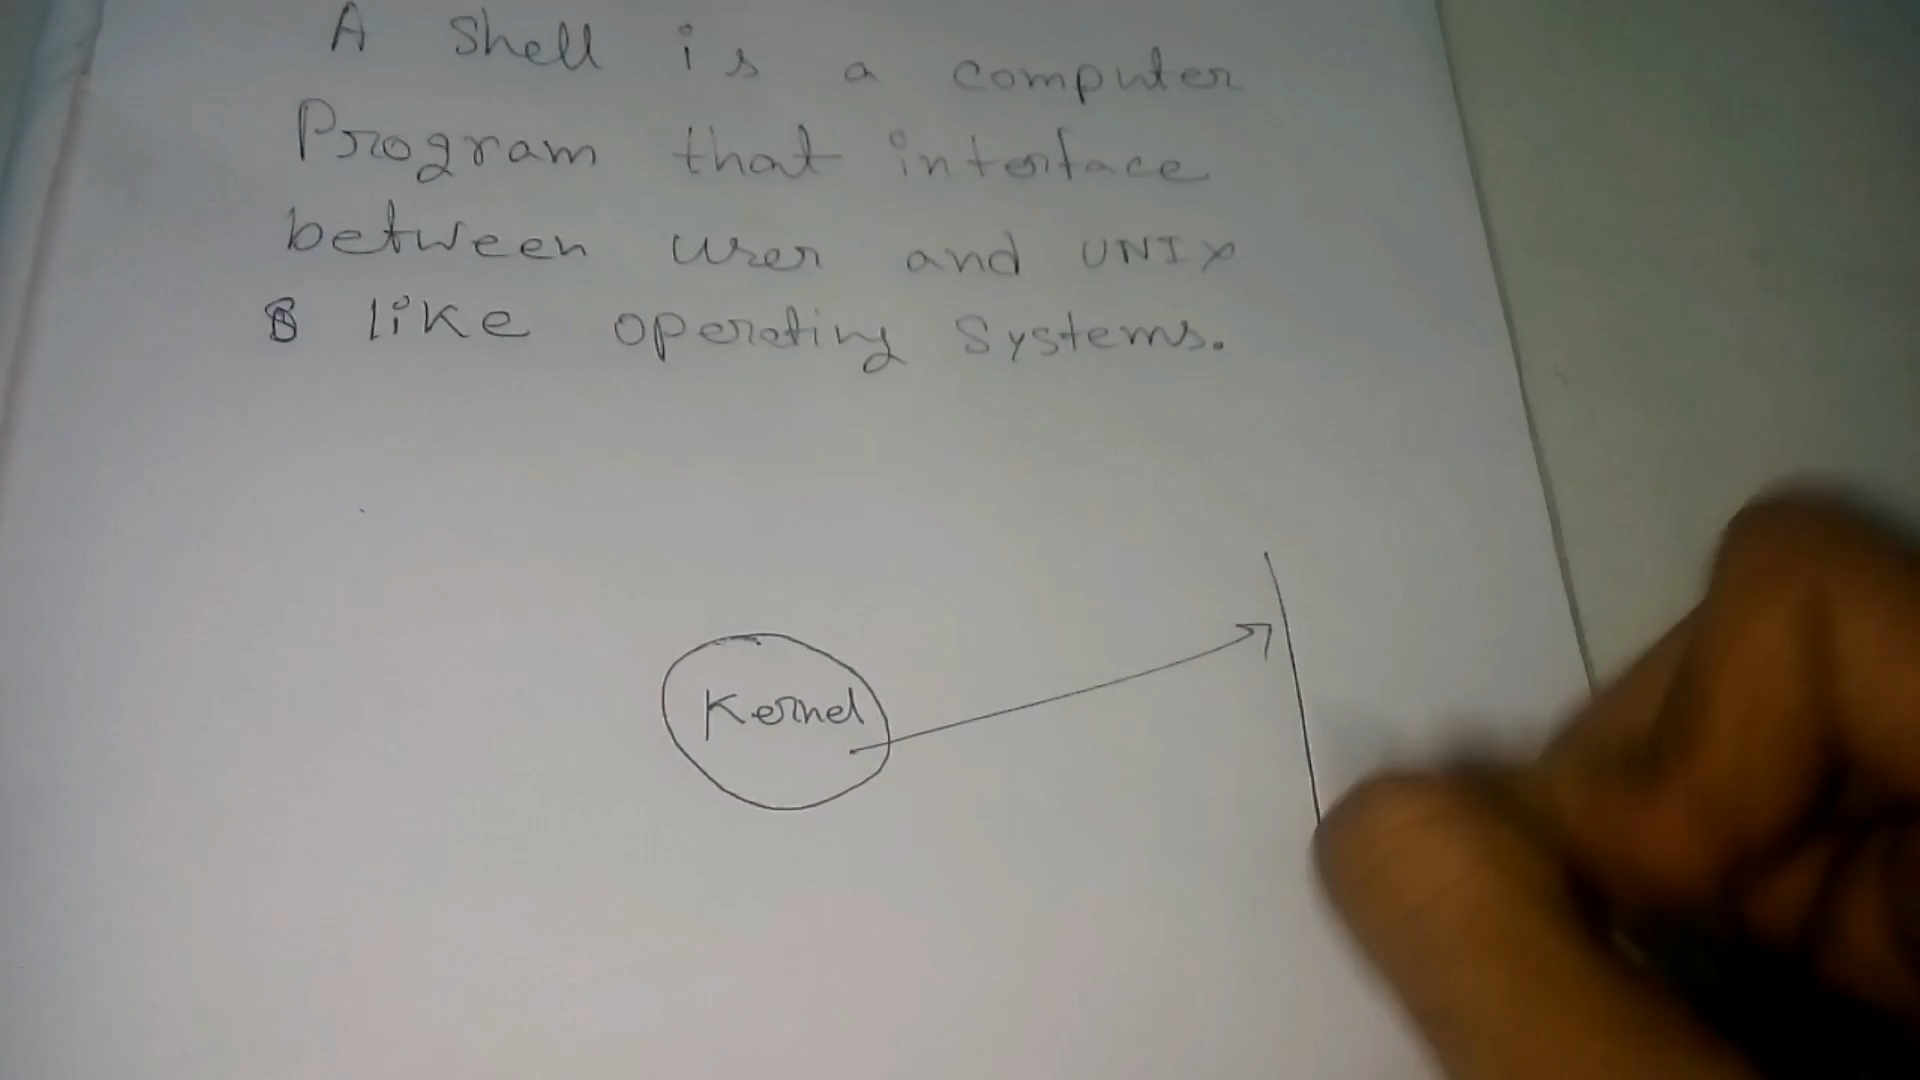 A Shell is a computer
Program that interface
between user and UNIX
like operating Systems.
Kernel